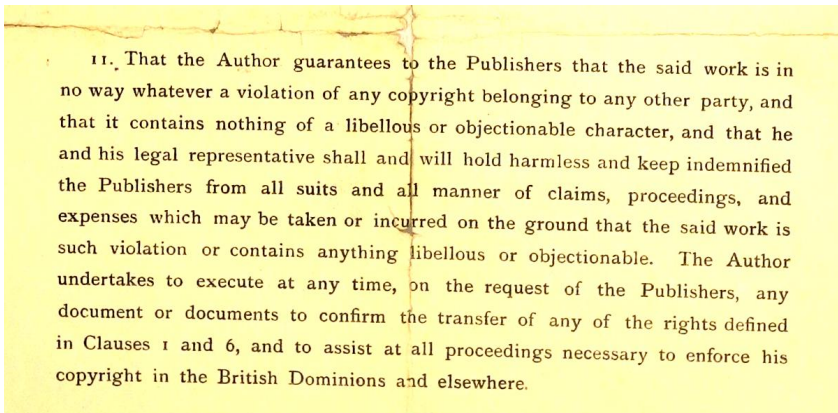 11. That the Author guarantees to the Publishers that the said work is in
no way whatever a violation of any copyright belonging to any other party, and
that it contains nothing of a libellous or objectionable character, and that he
and his legal representative shall and will hold harmless and keep indemnified
the Publishers from all suits and all manner of claims, proceedings, and
expenses which may be taken or incurred on the ground that the said work is
such violation or contains anything libellous or objectionable. The Author
undertakes to execute at any time, on the request of the Publishers, any
document or documents to confirm the transfer of any of the rights defined
in Clauses 1 and 6, and to assist at all proceedings necessary to enforce his
copyright in the British Dominions and elsewhere.